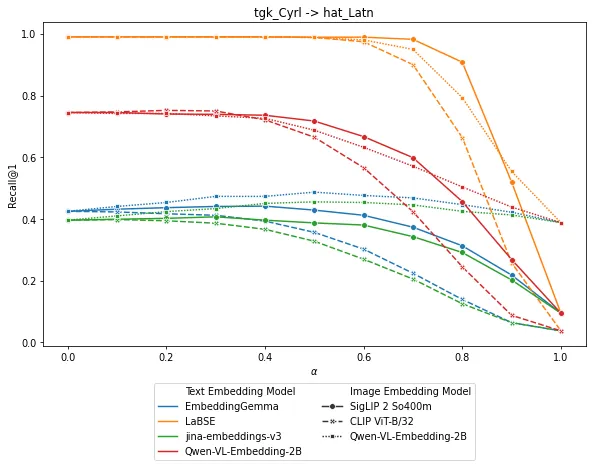 tgk_Cyrl -> hat_Latn
1.0
0.8
0.6
0.4
0.2
0.0
Recall@1
0.0 0.2 0.4 0.6 0.8 1.0
α
Text Embedding Model Image Embedding Model
EmbeddingGemma SigLIP 2 So400m
LaBSE CLIP ViT-B/32
jina-embeddings-v3 Qwen-VL-Embedding-2B
Qwen-VL-Embedding-2B